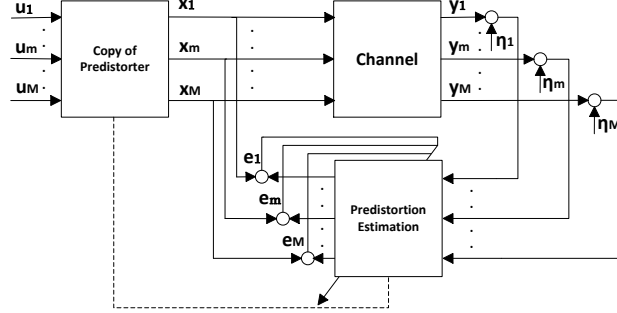 u1
um
uM
Copy of
Predistorter
x1
xm
xM
Channel
y1
ym
yM
η1
ηm
ηM
e1
em
eM
Predistortion
Estimation